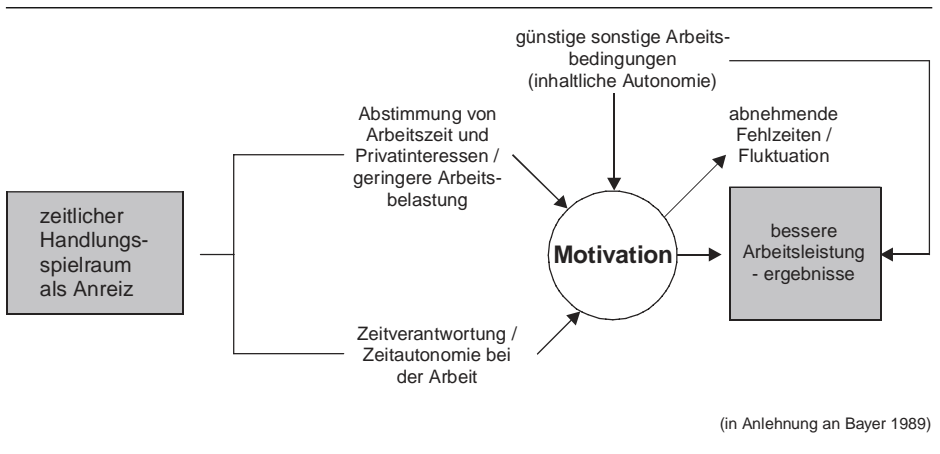 günstige sonstige Arbeits-
bedingungen
(inhaltliche Autonomie)
Abstimmung von
Arbeitszeit und
Privatinteressen /
geringere Arbeits-
belastung
abnehmende
Fehlzeiten /
Fluktuation
zeitlicher
Handlungs-
spielraum
als Anreiz
Motivation
bessere
Arbeitsleistung
- ergebnisse
Zeitverantwortung /
Zeitautonomie bei
der Arbeit
(in Anlehnung an Bayer 1989)